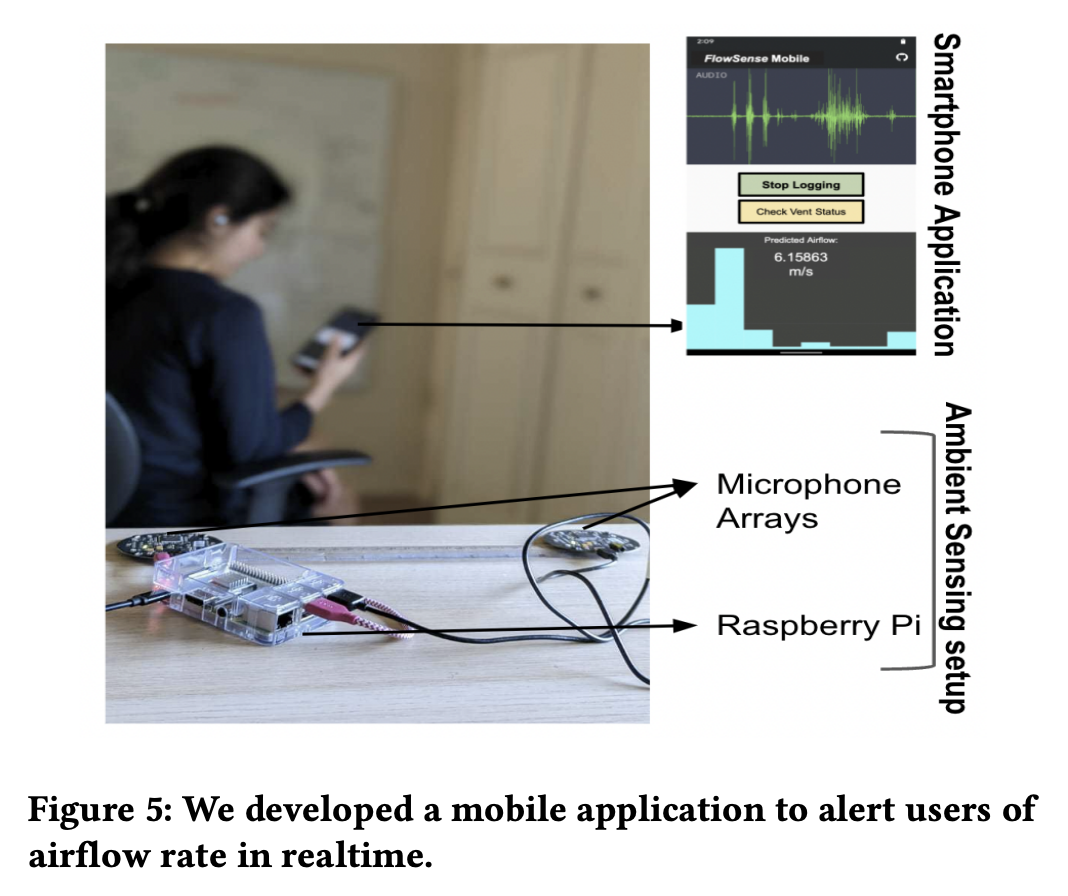 2:09
FlowSense Mobile
AUDIO
Stop Logging
Check Vent Status
Predicted Airflow:
6.15863
m/s
Smartphone Application
Microphone
Arrays
Raspberry Pi
Ambient Sensing setup
Figure 5: We developed a mobile application to alert users of
airflow rate in realtime.